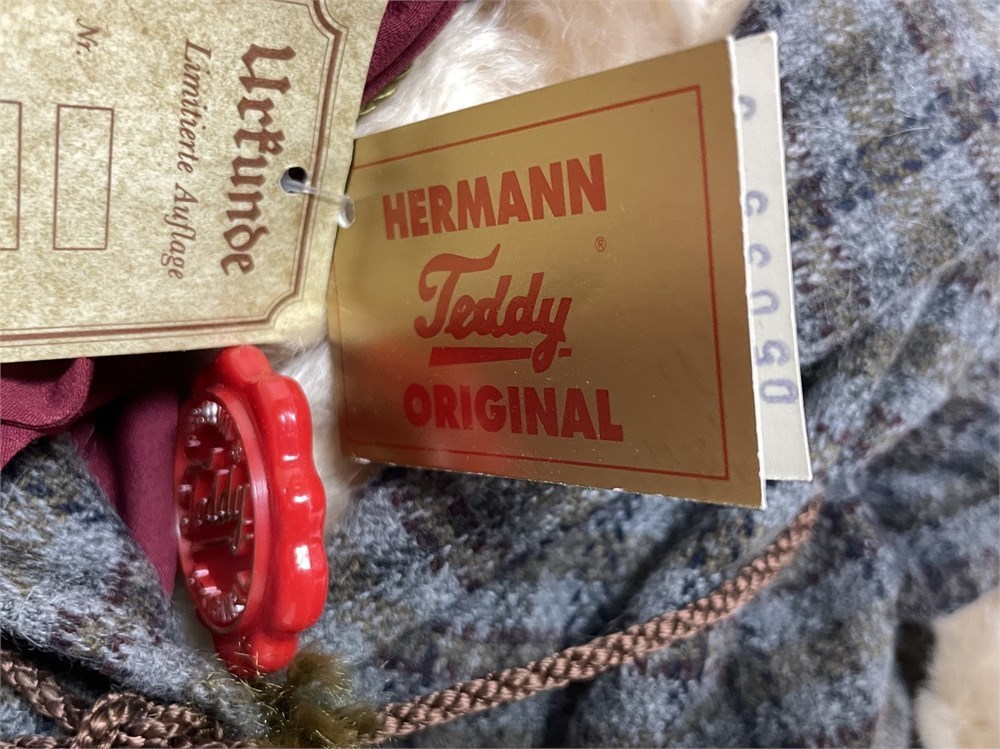 Urkunde
Limitierte Auflage
Nr.
HERMANN
Teddy ®
ORIGINAL
Teddy